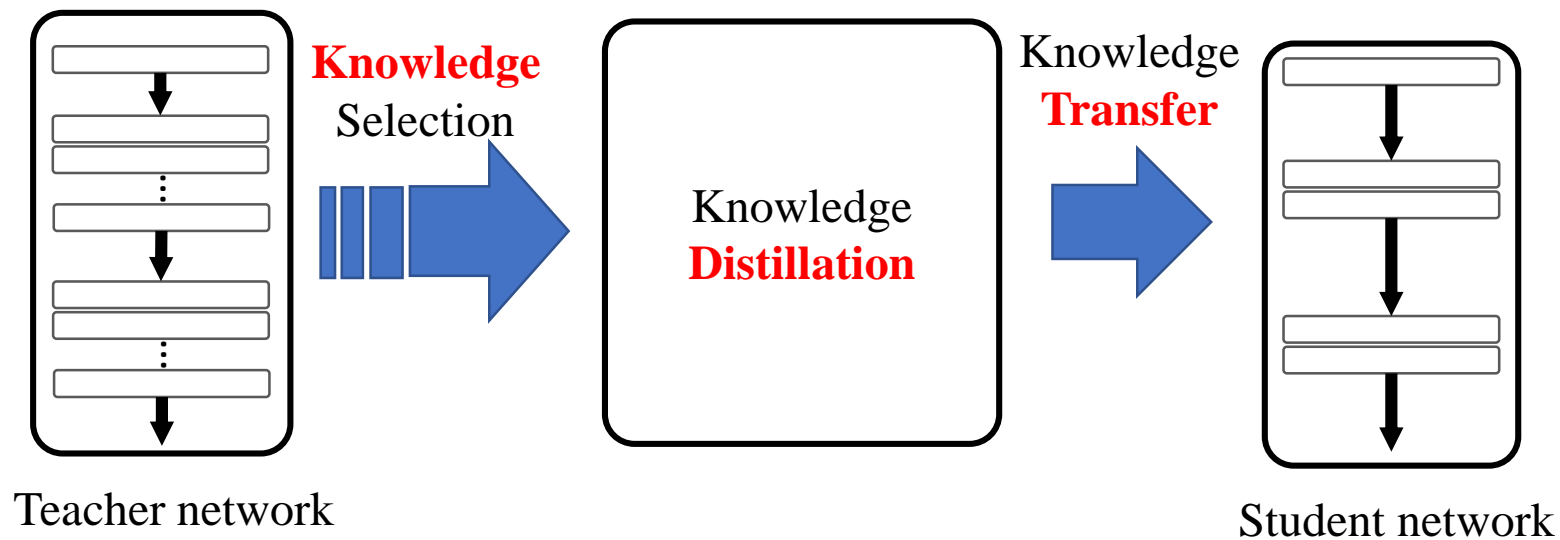 Knowledge
Selection
Knowledge
Distillation
Knowledge
Transfer
Teacher network
Student network